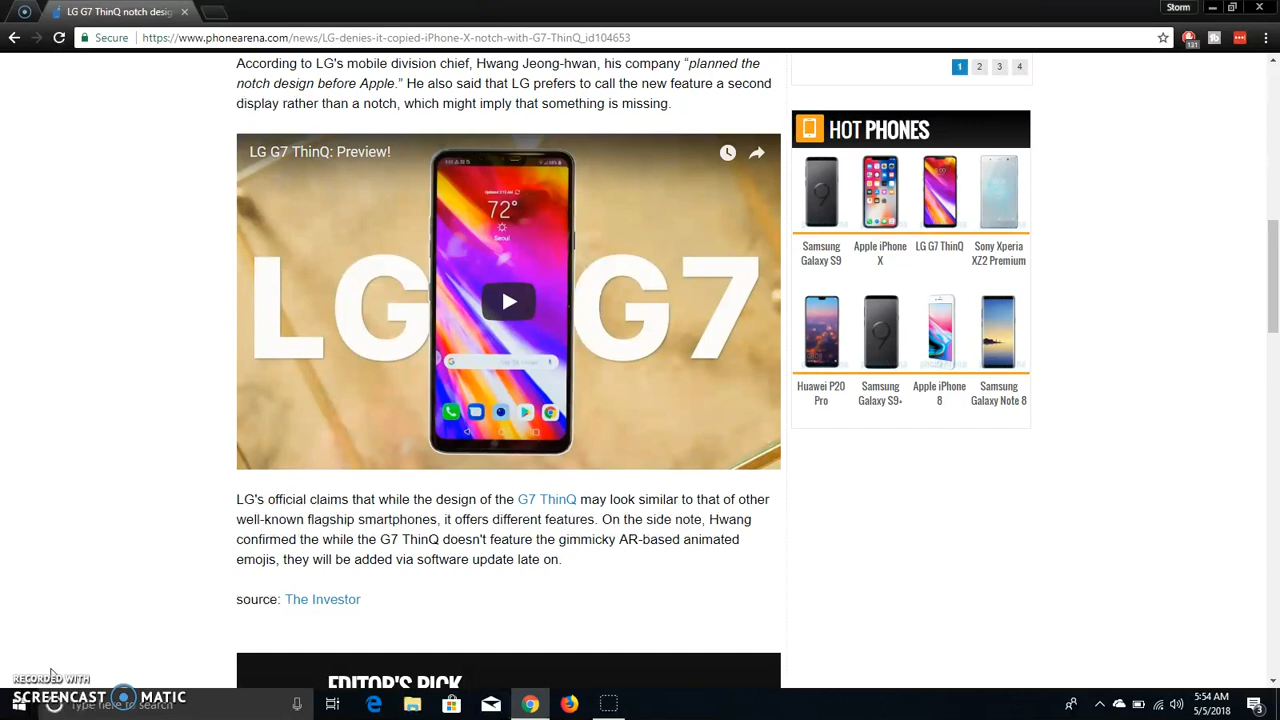 LG G7 ThinQ notch desig
Storm
Secure
https://www.phonearena.com/news/LG-denies-it-copied-iPhone-X-notch-with-G7-ThinQ_id104653
131
According to LG's mobile division chief, Hwang Jeong-hwan, his company “planned the
notch design before Apple.” He also said that LG prefers to call the new feature a second
display rather than a notch, which might imply that something is missing.
1 2 3 4
LG G7 ThinQ: Preview!
72°
Seoul
LG G7
HOT PHONES
Samsung
Galaxy S9
Apple iPhone
X
LG G7 ThinQ
Sony Xperia
XZ2 Premium
Huawei P20
Pro
Samsung
Galaxy S9+
Apple iPhone
8
Samsung
Galaxy Note 8
LG's official claims that while the design of the G7 ThinQ may look similar to that of other
well-known flagship smartphones, it offers different features. On the side note, Hwang
confirmed the while the G7 ThinQ doesn't feature the gimmicky AR-based animated
emojis, they will be added via software update late on.
source: The Investor
EDITOR'S PICK
RECORDED WITH
SCREENCAST MATIC
Type here to search
5:54 AM
5/5/2018
3